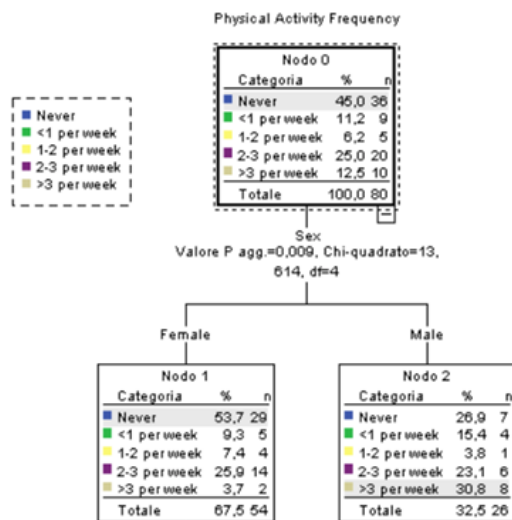 Physical Activity Frequency
Never
<1 per week
1-2 per week
2-3 per week
>3 per week
Nodo 0
Categoria % n
Never 45,0 36
<1 per week 11,2 9
1-2 per week 6,2 5
2-3 per week 25,0 20
>3 per week 12,5 10
Totale 100,0 80
Sex
Valore P agg.=0,009, Chi-quadrato=13,
614, df=4
Female
Male
Nodo 1
Categoria % n
Never 53,7 29
<1 per week 9,3 5
1-2 per week 7,4 4
2-3 per week 25,9 14
>3 per week 3,7 2
Totale 67,5 54
Nodo 2
Categoria % n
Never 26,9 7
<1 per week 15,4 4
1-2 per week 3,8 1
2-3 per week 23,1 6
>3 per week 30,8 8
Totale 32,5 26